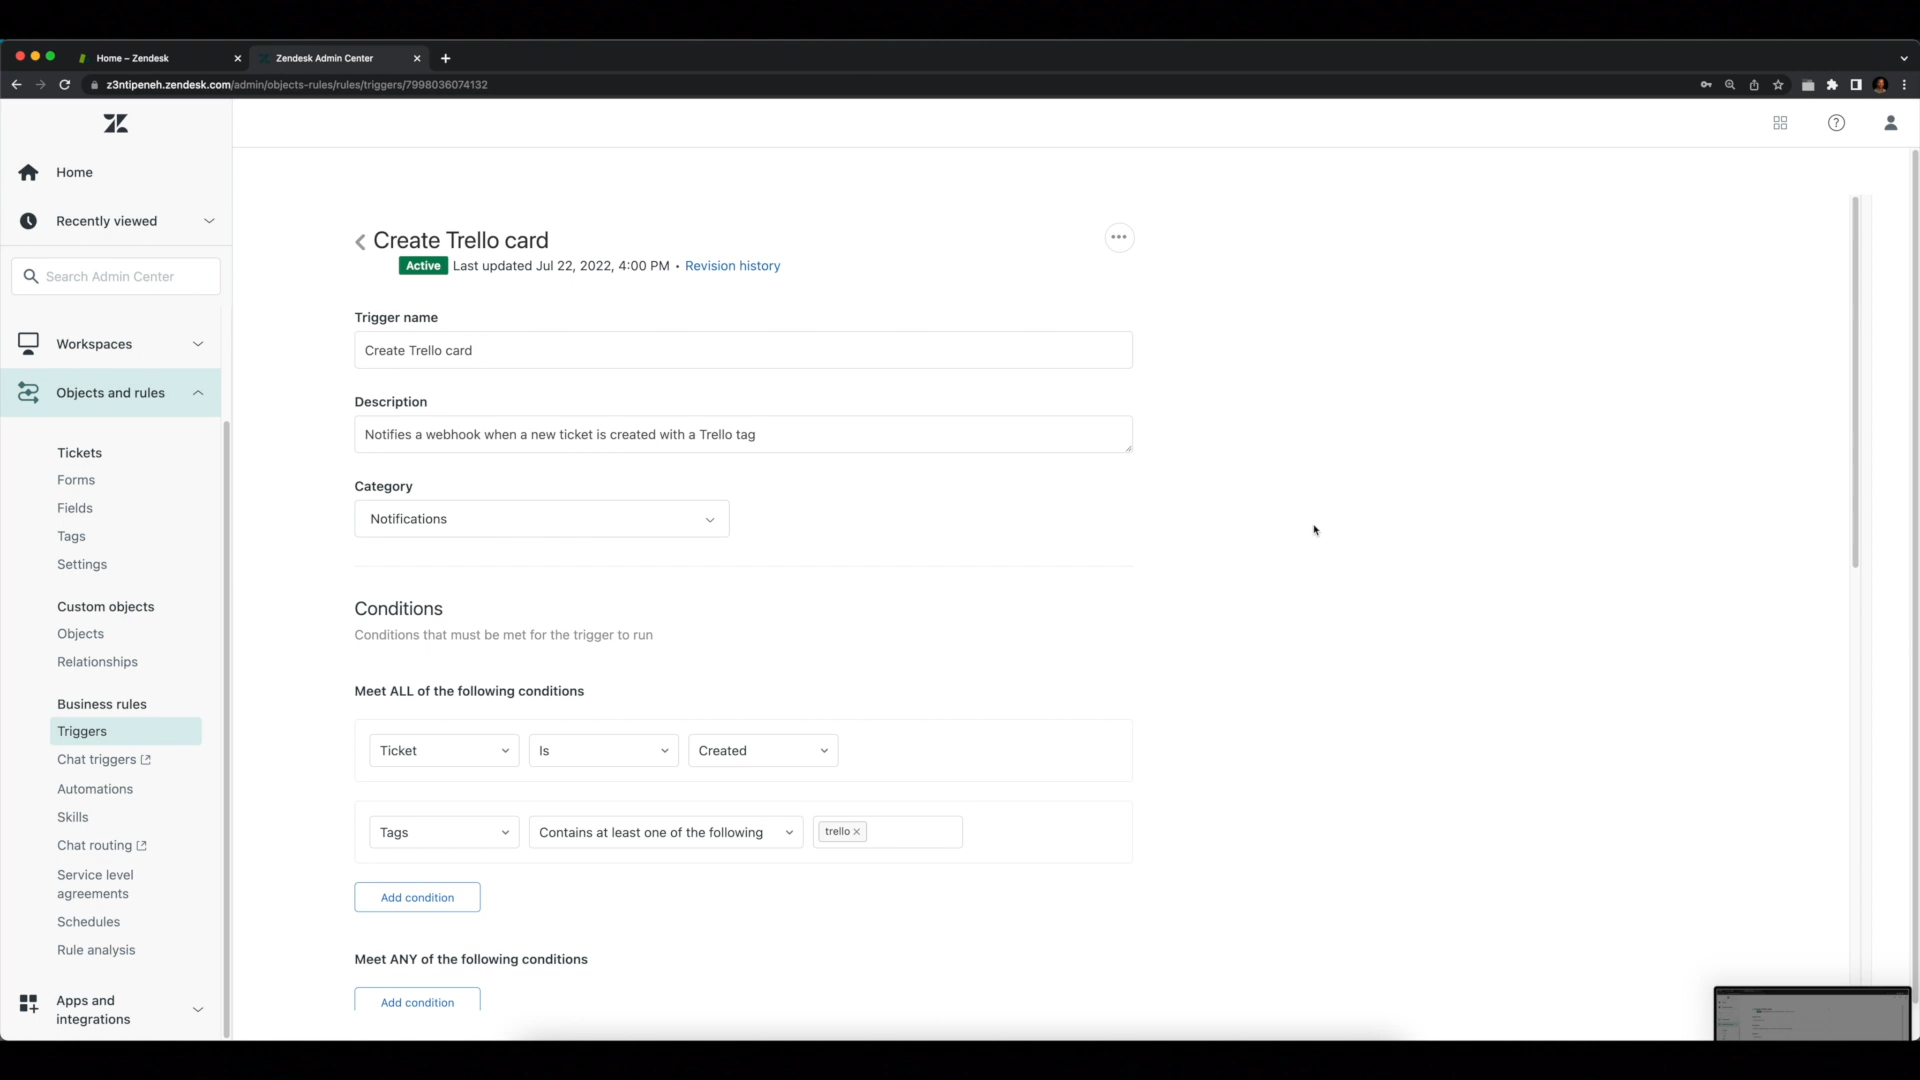 Home – Zendesk
Zendesk Admin Center
z3ntipeneh.zendesk.com/admin/objects-rules/rules/triggers/7998036074132
Home
Recently viewed
Search Admin Center
Workspaces
Objects and rules
Tickets
Forms
Fields
Tags
Settings
Custom objects
Objects
Relationships
Business rules
Triggers
Chat triggers
Automations
Skills
Chat routing
Service level
agreements
Schedules
Rule analysis
Apps and
integrations
Create Trello card
Active Last updated Jul 22, 2022, 4:00 PM • Revision history
Trigger name
Create Trello card
Description
Notifies a webhook when a new ticket is created with a Trello tag
Category
Notifications
Conditions
Conditions that must be met for the trigger to run
Meet ALL of the following conditions
Ticket Is Created
Tags Contains at least one of the following trello
Add condition
Meet ANY of the following conditions
Add condition